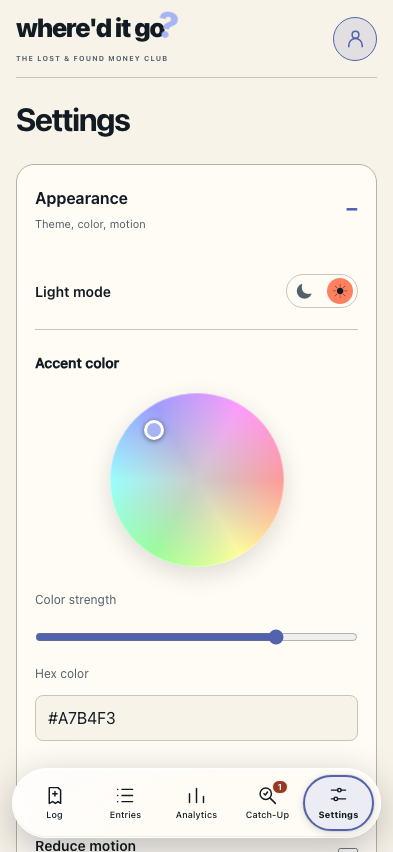 where'd it go?
THE LOST & FOUND MONEY CLUB
Settings
Appearance
Theme, color, motion
Light mode
Accent color
Color strength
Hex color
#A7B4F3
Log
Entries
Analytics
1
Catch-Up
Settings
Reduce motion